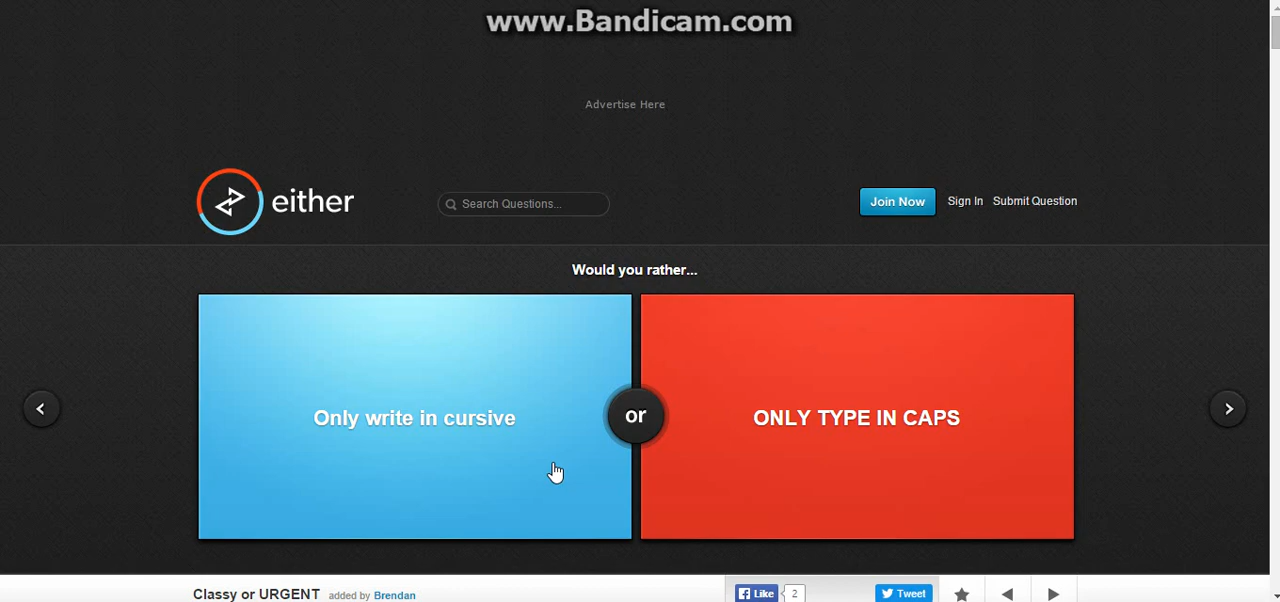 www.Bandicam.com
Advertise Here
either
Search Questions...
Join Now
Sign In
Submit Question
Would you rather...
Only write in cursive
or
ONLY TYPE IN CAPS
Classy or URGENT added by Brendan
Like
2
Tweet